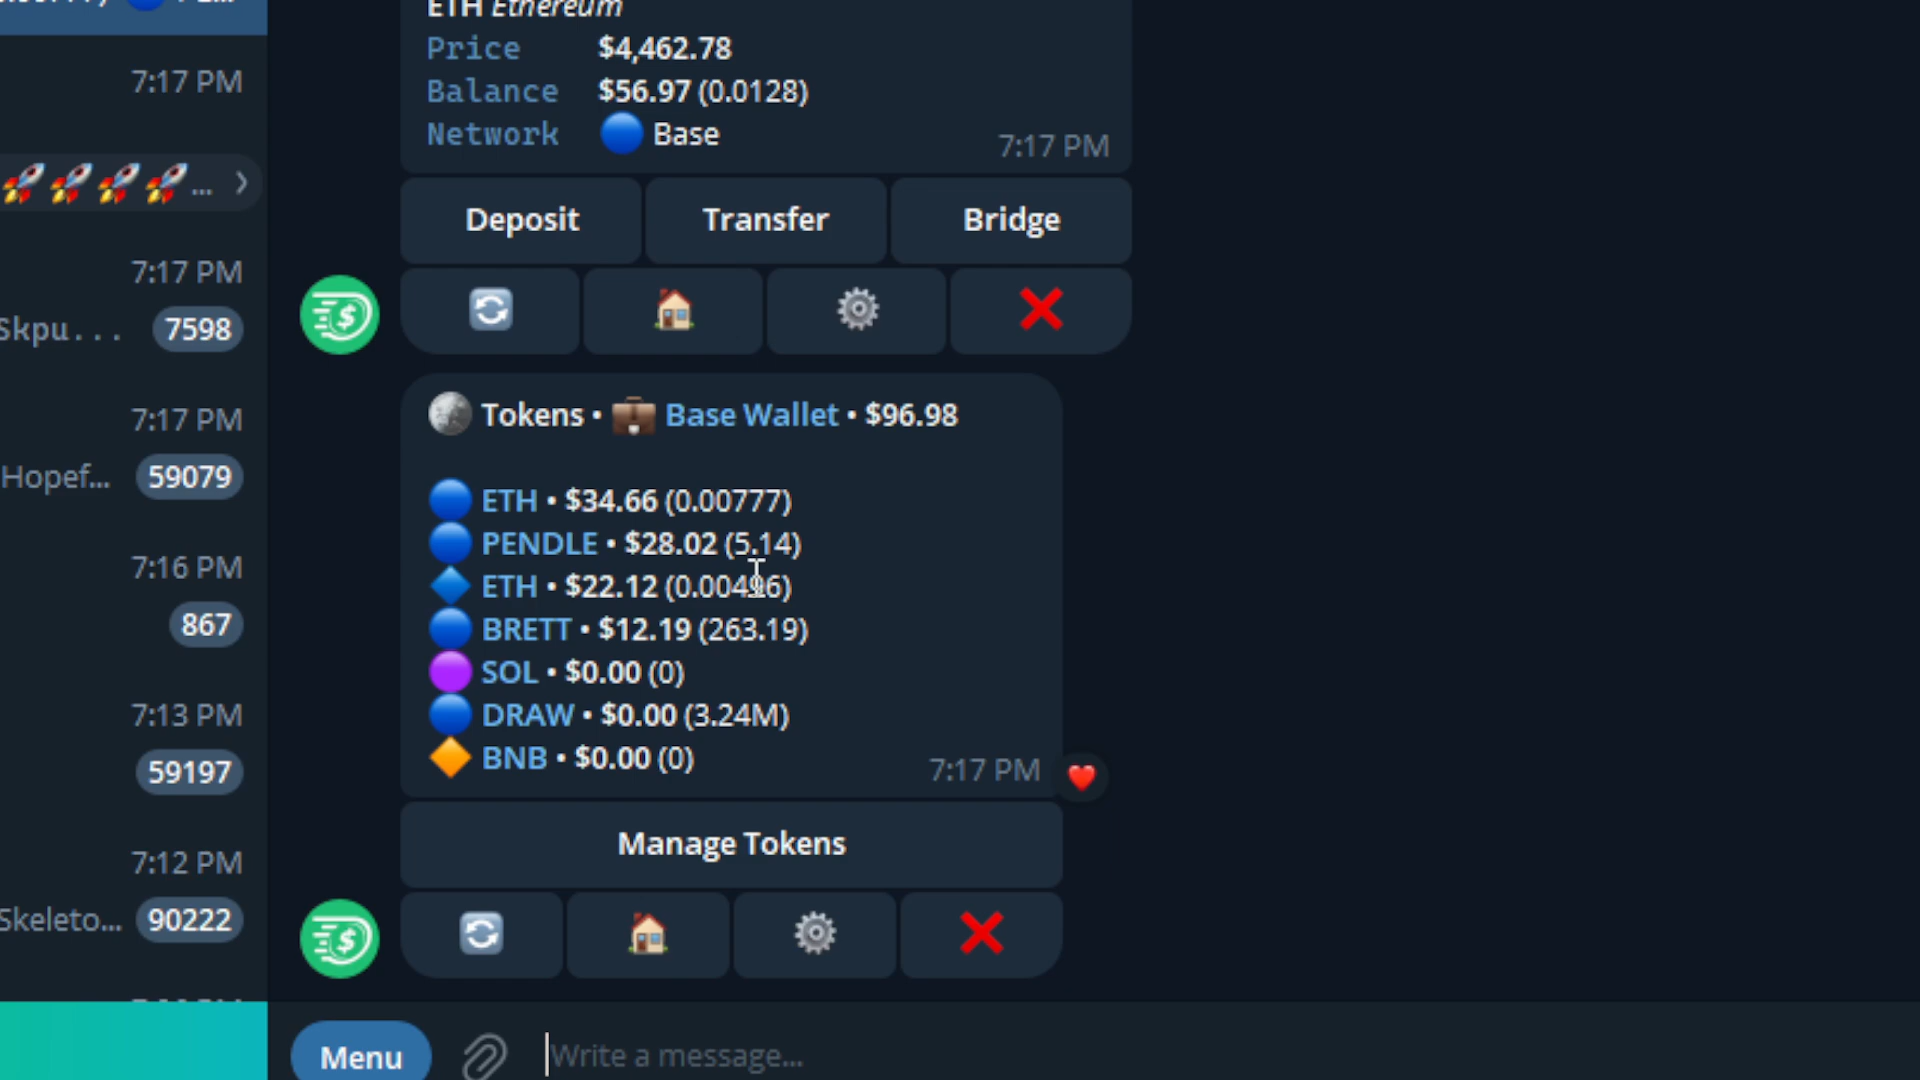 7:17 PM
...
7:17 PM
Skpu...
7598
7:17 PM
Hopef...
59079
7:16 PM
867
7:13 PM
59197
7:12 PM
Skeleto...
90222
ETH Ethereum
Price $4,462.78
Balance $56.97 (0.0128)
Network Base
7:17 PM
Deposit Transfer Bridge
Tokens • Base Wallet • $96.98
ETH • $34.66 (0.00777)
PENDLE • $28.02 (5.14)
ETH • $22.12 (0.00496)
BRETT • $12.19 (263.19)
SOL • $0.00 (0)
DRAW • $0.00 (3.24M)
BNB • $0.00 (0)
7:17 PM
Manage Tokens
Menu
Write a message...